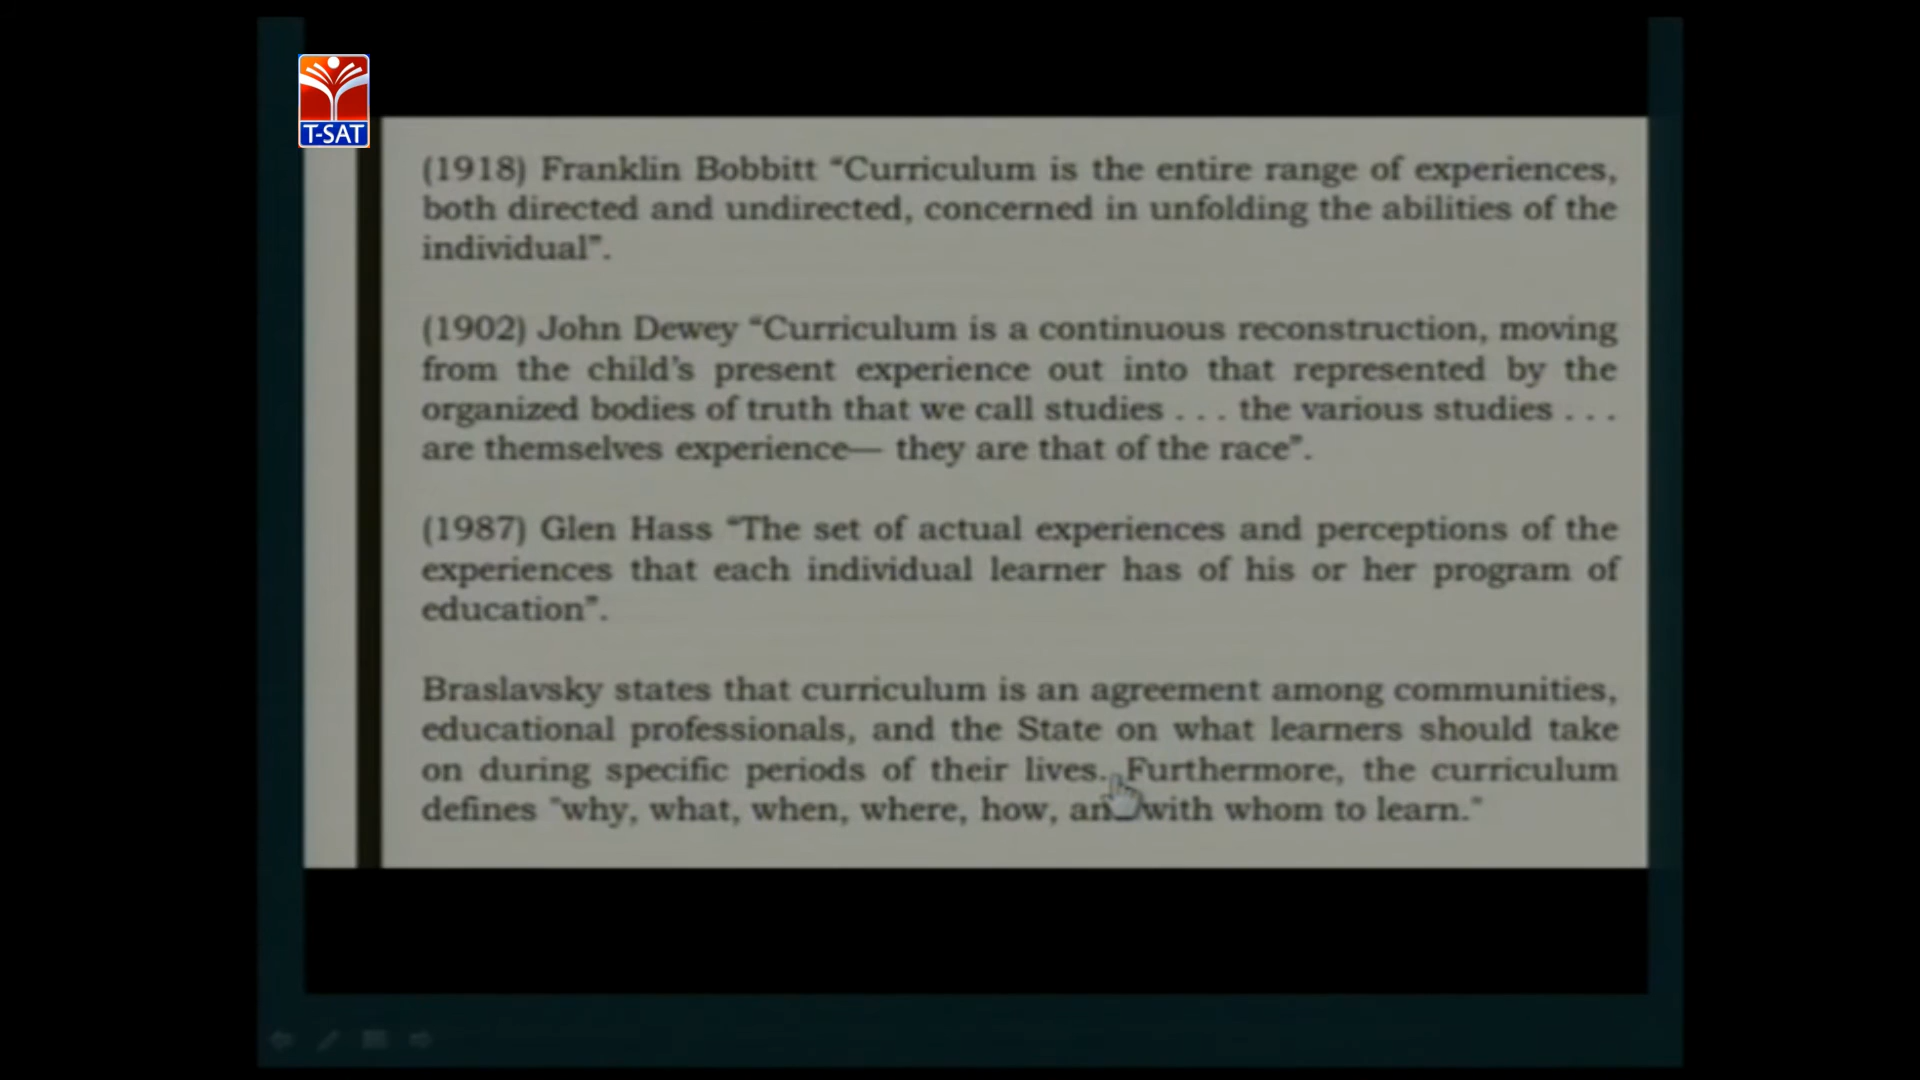 T-SAT
(1918) Franklin Bobbitt “Curriculum is the entire range of experiences,
both directed and undirected, concerned in unfolding the abilities of the
individual”.
(1902) John Dewey “Curriculum is a continuous reconstruction, moving
from the child’s present experience out into that represented by the
organized bodies of truth that we call studies . . . the various studies . . .
are themselves experience— they are that of the race”.
(1987) Glen Hass “The set of actual experiences and perceptions of the
experiences that each individual learner has of his or her program of
education”.
Braslavsky states that curriculum is an agreement among communities,
educational professionals, and the State on what learners should take
on during specific periods of their lives. Furthermore, the curriculum
defines "why, what, when, where, how, and with whom to learn."